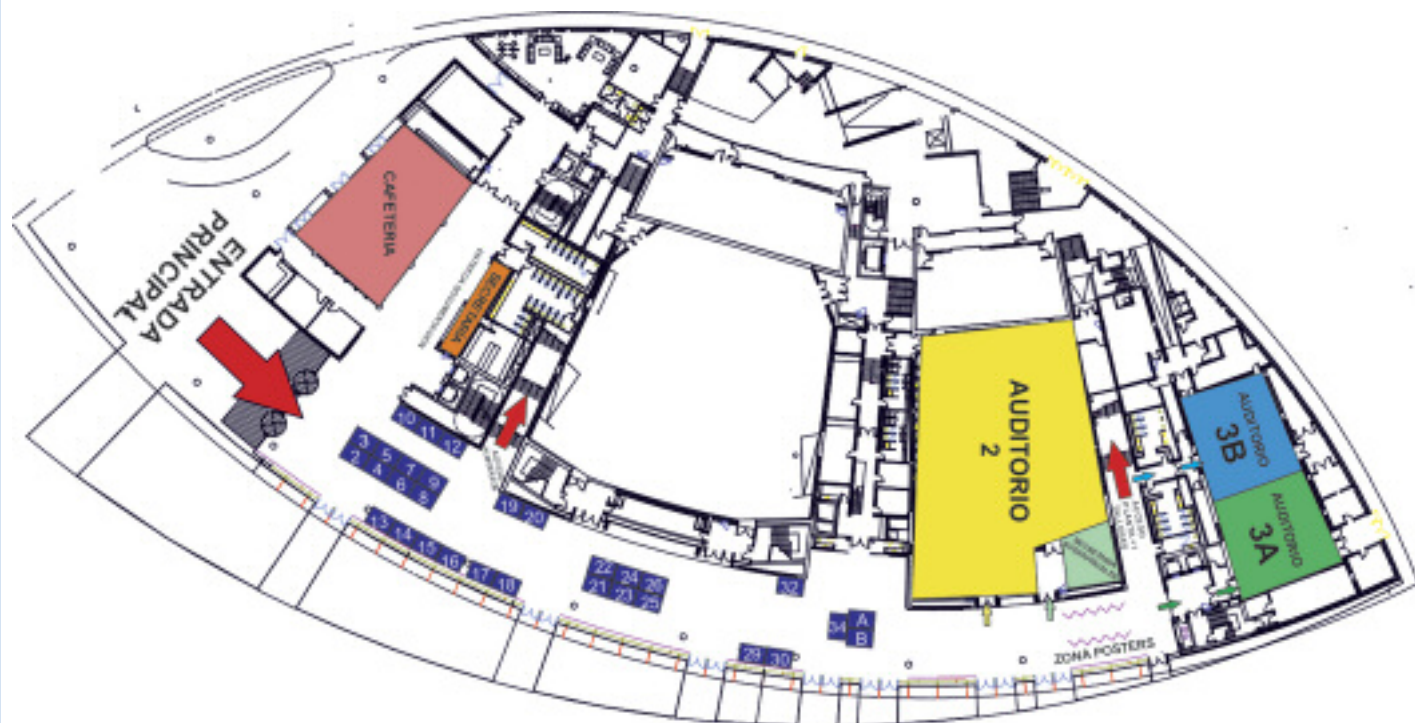 ENTRADA
PRINCIPAL
CAFETERIA
SECRETARIA
10 11 12
3 5 7 9
2 4 6 8
13 14 15 16 17 18
19 20
22 24 26
21 23 25
32
34 A
B
29 30
AUDITORIO
2
AUDITORIO
3B
AUDITORIO
3A
ZONA POSTERS